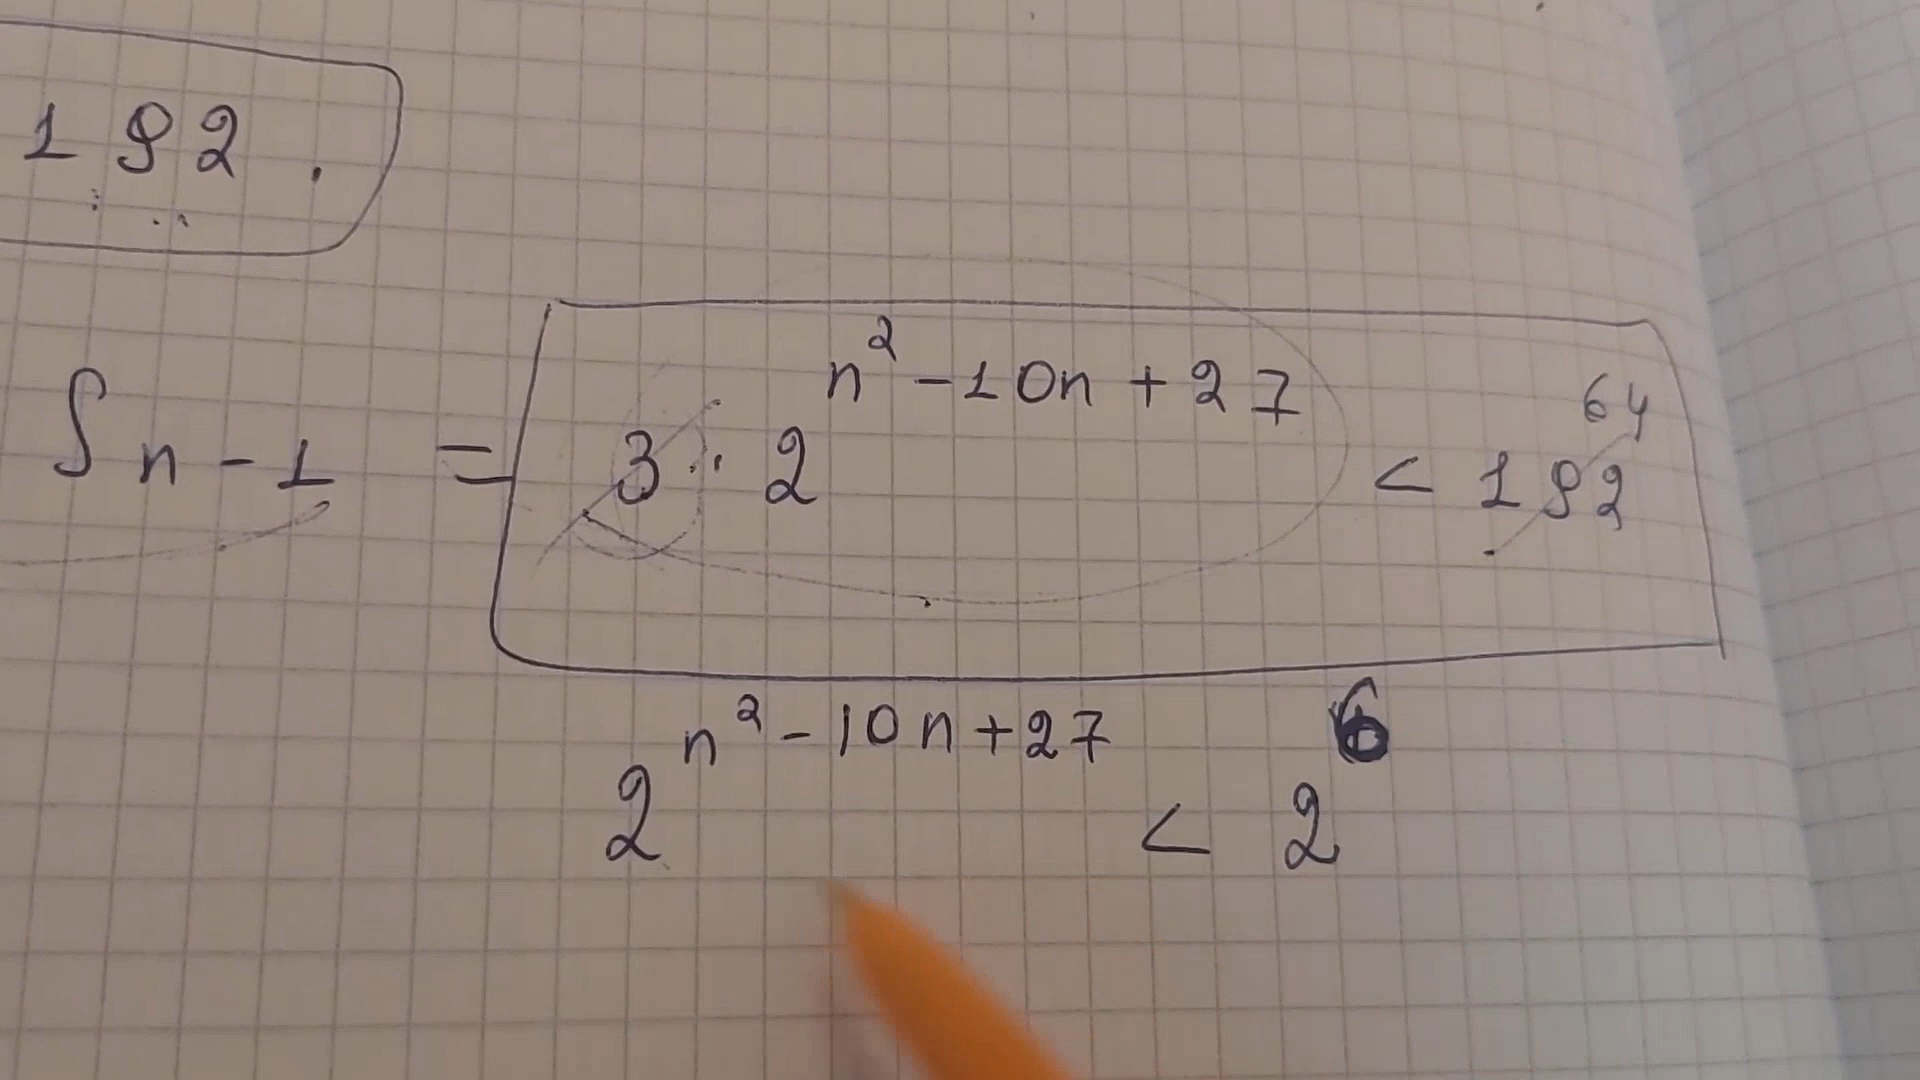 192.
Sn-1 = 3 · 2^(n²-10n+27) < 192 64
2^(n²-10n+27) < 2^6